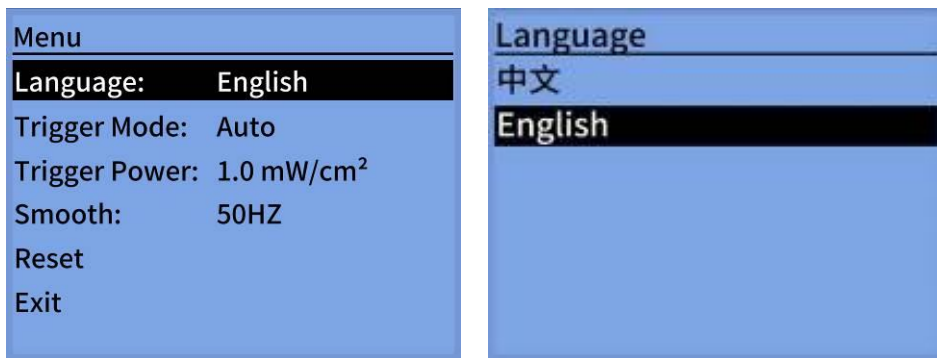 Menu
Language: English
Trigger Mode: Auto
Trigger Power: 1.0 mW/cm²
Smooth: 50HZ
Reset
Exit
Language
中文
English